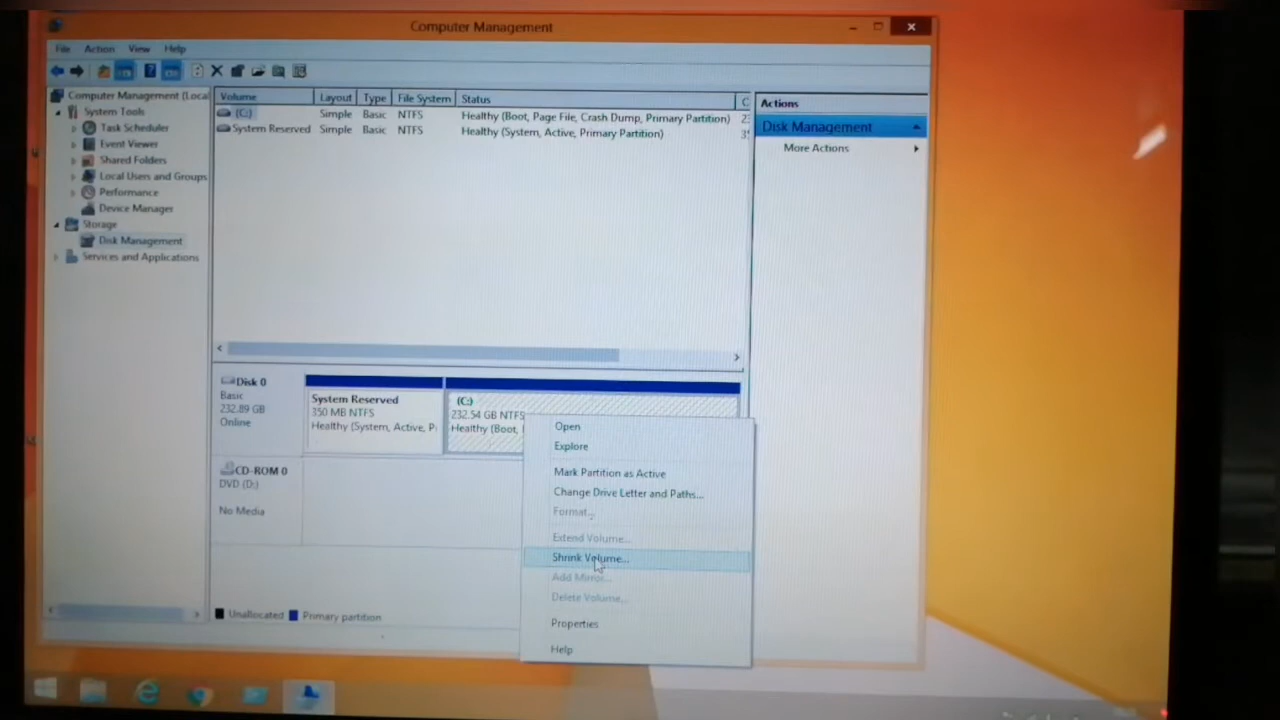 Computer Management
File Action View Help
Computer Management (Local
System Tools
Task Scheduler
Event Viewer
Shared Folders
Local Users and Groups
Performance
Device Manager
Storage
Disk Management
Services and Applications
Volume Layout Type File System Status C
(C:) Simple Basic NTFS Healthy (Boot, Page File, Crash Dump, Primary Partition) 23
System Reserved Simple Basic NTFS Healthy (System, Active, Primary Partition) 35
Actions
Disk Management
More Actions
Disk 0
Basic
232.89 GB
Online
System Reserved
350 MB NTFS
Healthy (System, Active, P
(C:)
232.54 GB NTFS
Healthy (Boot,
CD-ROM 0
DVD (D:)
No Media
Unallocated Primary partition
Open
Explore
Mark Partition as Active
Change Drive Letter and Paths...
Format...
Extend Volume...
Shrink Volume...
Add Mirror...
Delete Volume...
Properties
Help